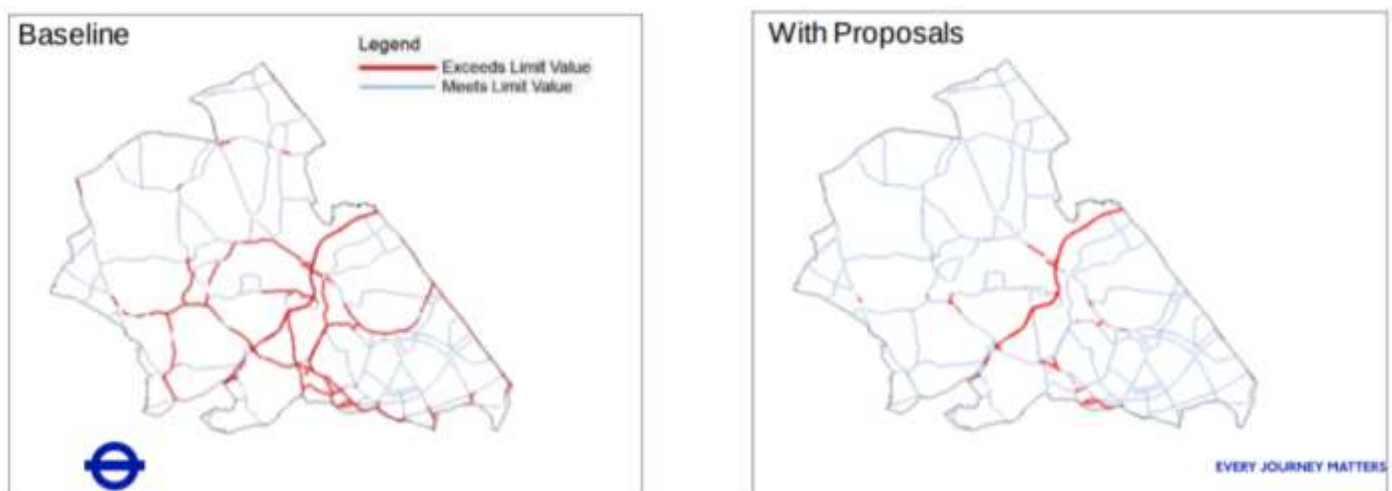 Baseline
Legend
Exceeds Limit Value
Meets Limit Value
With Proposals
EVERY JOURNEY MATTERS